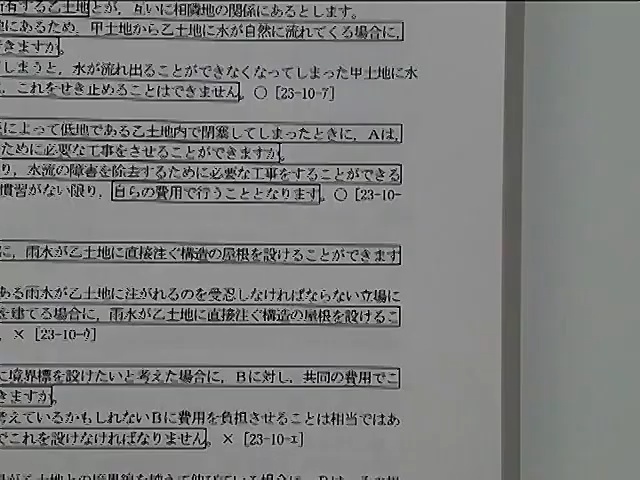 有する乙土地とが，互いに相隣地の関係にあるとします。
にあるため，甲土地から乙土地に水が自然に流れてくる場合に，
きますか。
しまうと，水が流れ出ることができなくなってしまった甲土地に水
，これをせき止めることはできません。○［23-10-7］
によって低地である乙土地内で閉塞してしまったときに，Aは，
ために必要な工事をさせることができますか。
り，水流の障害を除去するために必要な工事をすることができる
慣習がない限り，自らの費用で行うこととなります。○［23-10-
に，雨水が乙土地に直接注ぐ構造の屋根を設けることができます
ある雨水が乙土地に注がれるのを受忍しなければならない立場に
を建てる場合に，雨水が乙土地に直接注ぐ構造の屋根を設けるこ
，×［23-10-ウ］
に境界標を設けたいと考えた場合に，Bに対し，共同の費用でこ
きますか。
考えているかもしれないBに費用を負担させることは相当ではあ
でこれを設けなければなりません。×［23-10-エ］